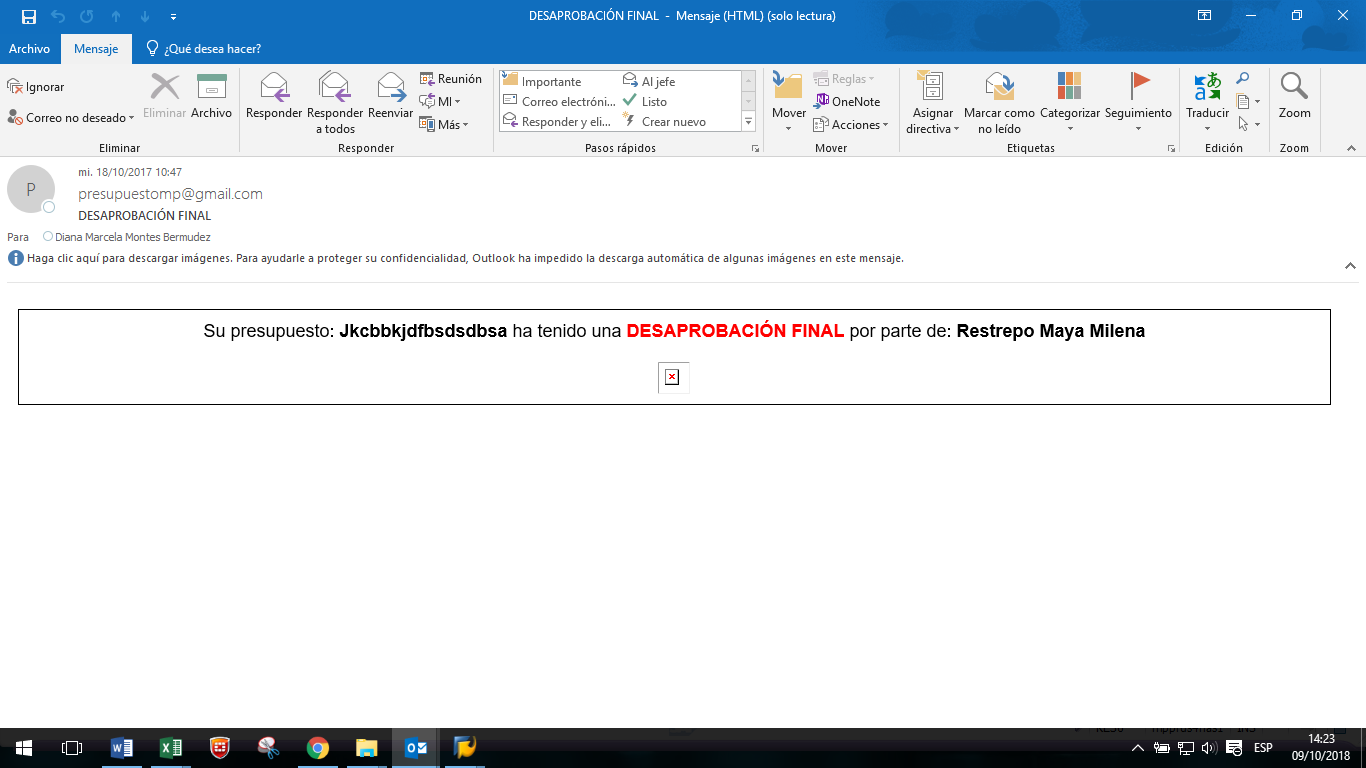 DESAPROBACIÓN FINAL - Mensaje (HTML) (solo lectura)
Archivo Mensaje ¿Qué desea hacer?
Ignorar
Correo no deseado
Eliminar Archivo
Eliminar
Responder Responder a todos Reenviar
Reunión
MI
Más
Responder
Importante Al jefe
Correo electróni... Listo
Responder y eli... Crear nuevo
Pasos rápidos
Mover
Reglas
OneNote
Acciones
Mover
Asignar directiva Marcar como no leído Categorizar Seguimiento
Etiquetas
Traducir
Edición
Zoom
Zoom
P
mi. 18/10/2017 10:47
presupuestomp@gmail.com
DESAPROBACIÓN FINAL
Para Diana Marcela Montes Bermudez
Haga clic aquí para descargar imágenes. Para ayudarle a proteger su confidencialidad, Outlook ha impedido la descarga automática de algunas imágenes en este mensaje.
Su presupuesto: Jkcbbkjdfbsdsdbsa ha tenido una DESAPROBACIÓN FINAL por parte de: Restrepo Maya Milena
ESP
14:23
09/10/2018